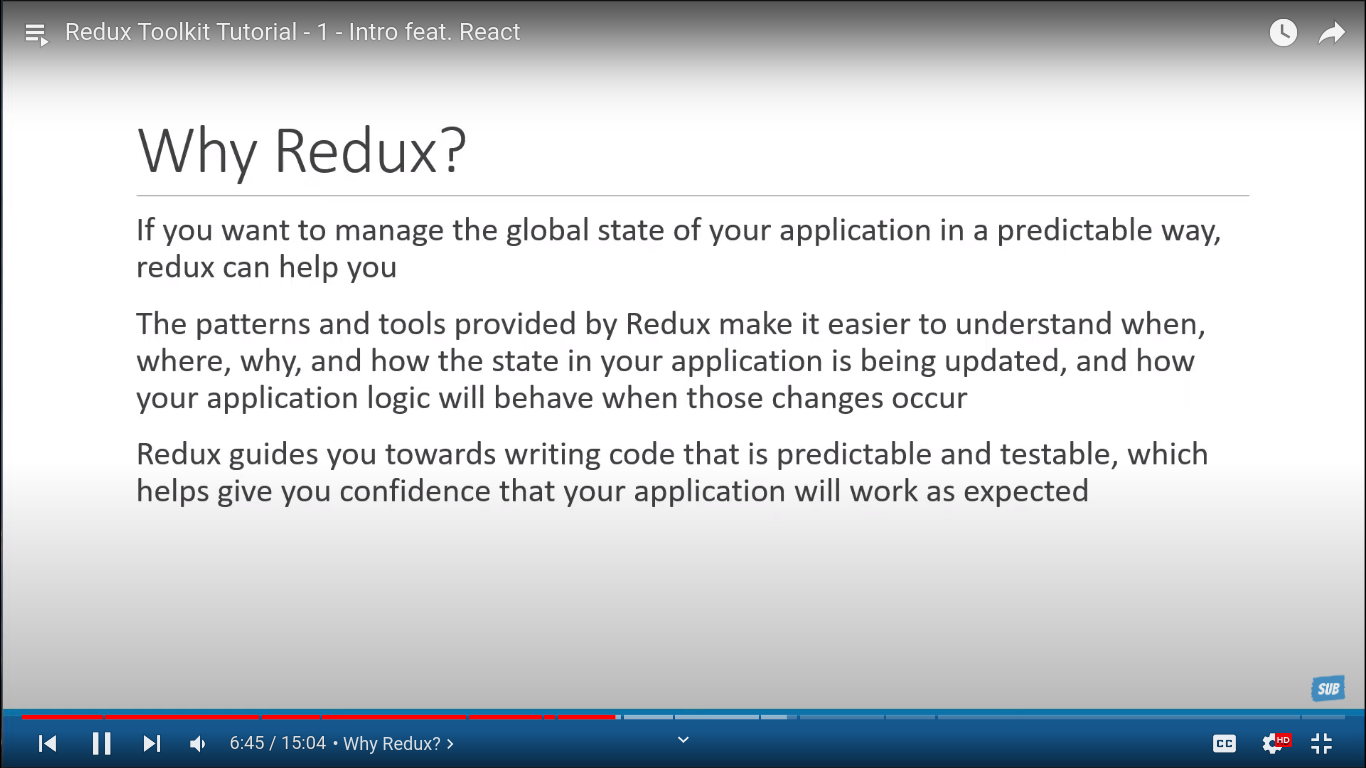 Redux Toolkit Tutorial - 1 - Intro feat. React
Why Redux?
If you want to manage the global state of your application in a predictable way,
redux can help you
The patterns and tools provided by Redux make it easier to understand when,
where, why, and how the state in your application is being updated, and how
your application logic will behave when those changes occur
Redux guides you towards writing code that is predictable and testable, which
helps give you confidence that your application will work as expected
SUB
6:45 / 15:04 • Why Redux? >
CC
HD